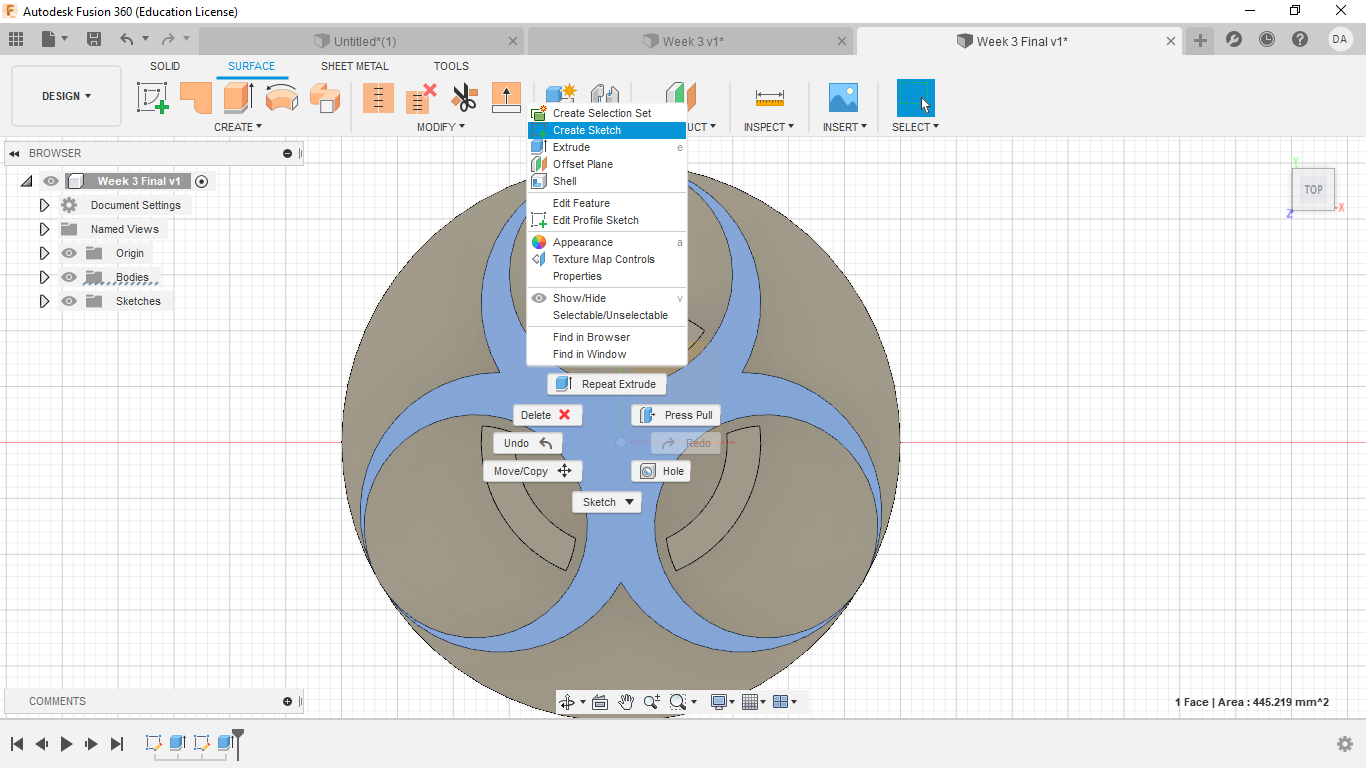 Autodesk Fusion 360 (Education License)
Untitled*(1)
Week 3 v1*
Week 3 Final v1*
DA
SOLID
SURFACE
SHEET METAL
TOOLS
DESIGN
CREATE
MODIFY
UCT
INSPECT
INSERT
SELECT
BROWSER
Week 3 Final v1
Document Settings
Named Views
Origin
Bodies
Sketches
Create Selection Set
Create Sketch
Extrude e
Offset Plane
Shell
Edit Feature
Edit Profile Sketch
Appearance a
Texture Map Controls
Properties
Show/Hide v
Selectable/Unselectable
Find in Browser
Find in Window
Repeat Extrude
Delete
Press Pull
Undo
Redo
Move/Copy
Hole
Sketch
Y
TOP
X
Z
COMMENTS
1 Face | Area : 445.219 mm^2